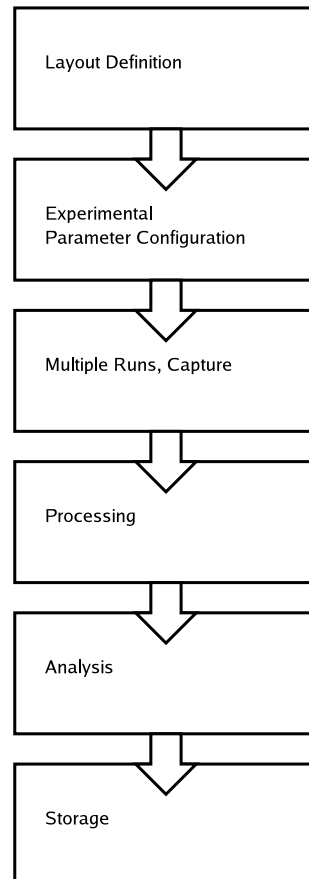 Layout Definition
Experimental
Parameter Configuration
Multiple Runs, Capture
Processing
Analysis
Storage